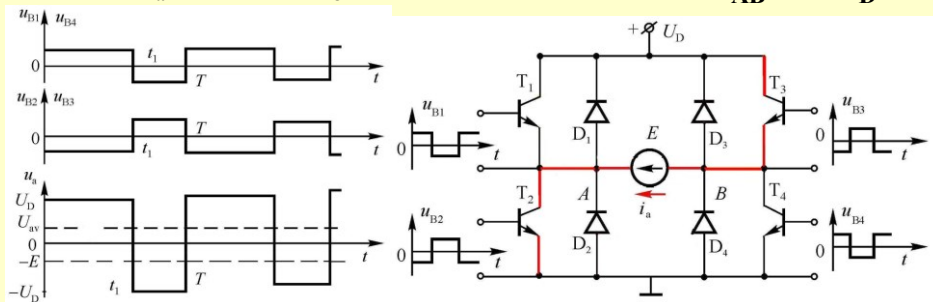 AB D
u_B1 u_B4
0
t_1
T
t
u_B2 u_B3
0
t_1
T
t
u_a
U_D
U_av
0
−E
−U_D
t_1
T
t
+ U_D
T_1
D_1
D_3
T_3
u_B1
0
t
E
u_B3
0
t
T_2
A
i_a
B
T_4
u_B2
0
t
D_2
D_4
u_B4
0
t